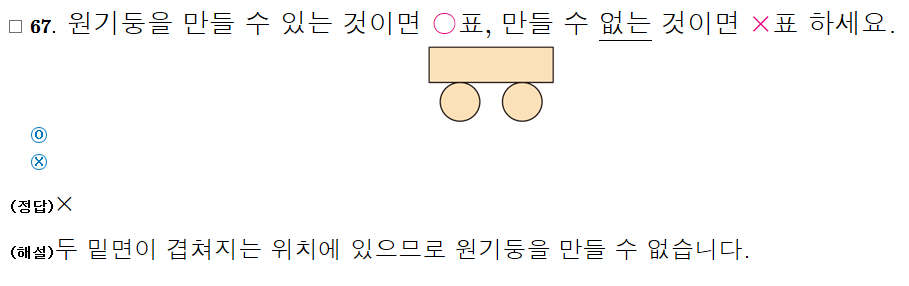 □ 67. 원기둥을 만들 수 있는 것이면 ○표, 만들 수 없는 것이면 ×표 하세요.
ⓞ
ⓧ
(정답)×
(해설)두 밑면이 겹쳐지는 위치에 있으므로 원기둥을 만들 수 없습니다.